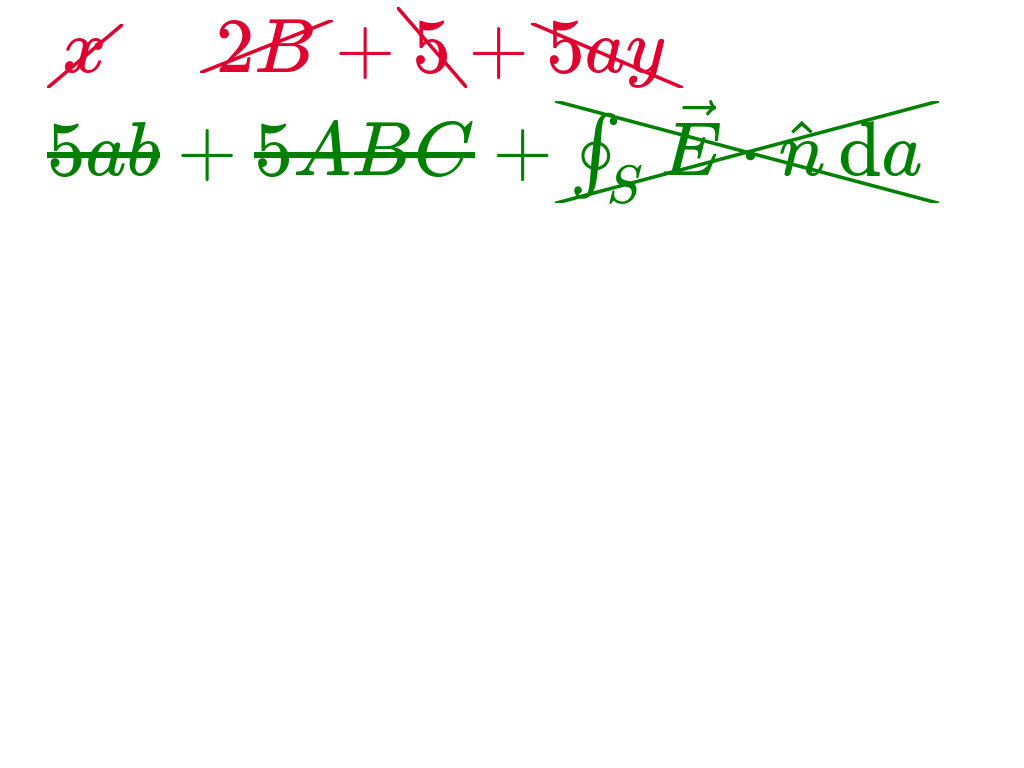 x 2B + 5 + 5ay
5ab + 5ABC + ∮_S E⃗ · n̂ da